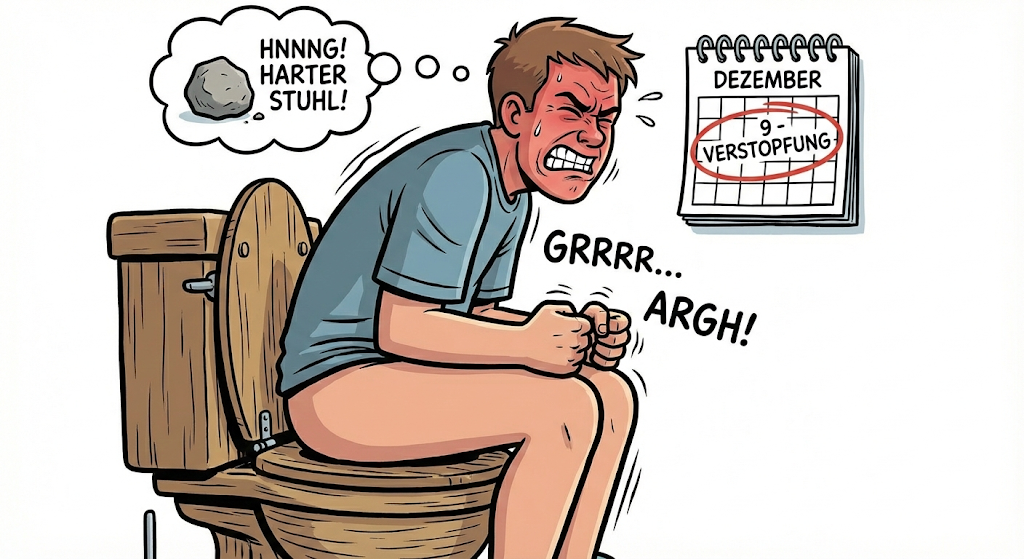 HNNNG!
HARTER
STUHL!
DEZEMBER
9 -
VERSTOPFUNG
GRRRR...
ARGH!